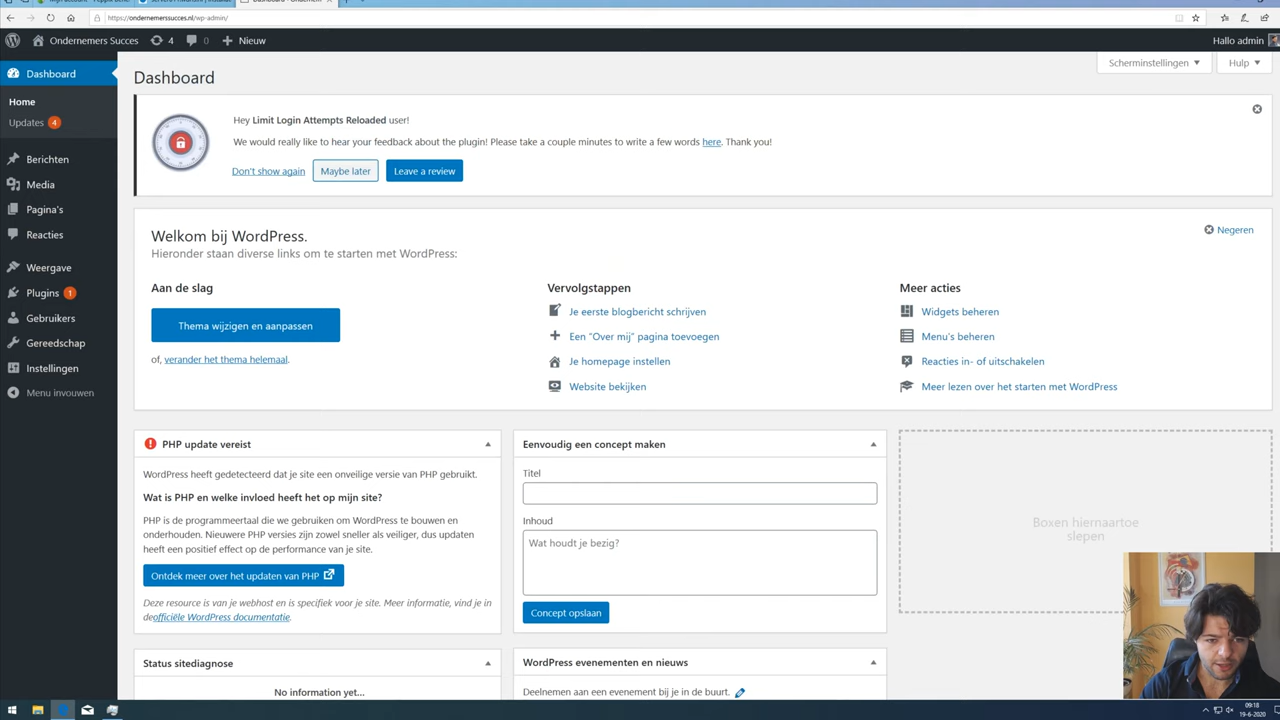 https://ondernemerssucces.nl/wp-admin/
Ondernemers Succes
4
0
Nieuw
Hallo admin
Dashboard
Home
Updates 4
Berichten
Media
Pagina's
Reacties
Weergave
Plugins 1
Gebruikers
Gereedschap
Instellingen
Menu invouwen
Dashboard
Scherminstellingen
Hulp
Hey Limit Login Attempts Reloaded user!
We would really like to hear your feedback about the plugin! Please take a couple minutes to write a few words here. Thank you!
Don't show again
Maybe later
Leave a review
Welkom bij WordPress.
Hieronder staan diverse links om te starten met WordPress:
Negeren
Aan de slag
Thema wijzigen en aanpassen
of, verander het thema helemaal.
Vervolgstappen
Je eerste blogbericht schrijven
Een "Over mij" pagina toevoegen
Je homepage instellen
Website bekijken
Meer acties
Widgets beheren
Menu's beheren
Reacties in- of uitschakelen
Meer lezen over het starten met WordPress
PHP update vereist
WordPress heeft gedetecteerd dat je site een onveilige versie van PHP gebruikt.
Wat is PHP en welke invloed heeft het op mijn site?
PHP is de programmeertaal die we gebruiken om WordPress te bouwen en
onderhouden. Nieuwere PHP versies zijn zowel sneller als veiliger, dus updaten
heeft een positief effect op de performance van je site.
Ontdek meer over het updaten van PHP
Deze resource is van je webhost en is specifiek voor je site. Meer informatie, vind je in
de officiële WordPress documentatie.
Status sitediagnose
No information yet...
Eenvoudig een concept maken
Titel
Inhoud
Wat houdt je bezig?
Concept opslaan
WordPress evenementen en nieuws
Deelnemen aan een evenement bij je in de buurt.
Boxen hiernaartoe
slepen
09:18
19-6-2020